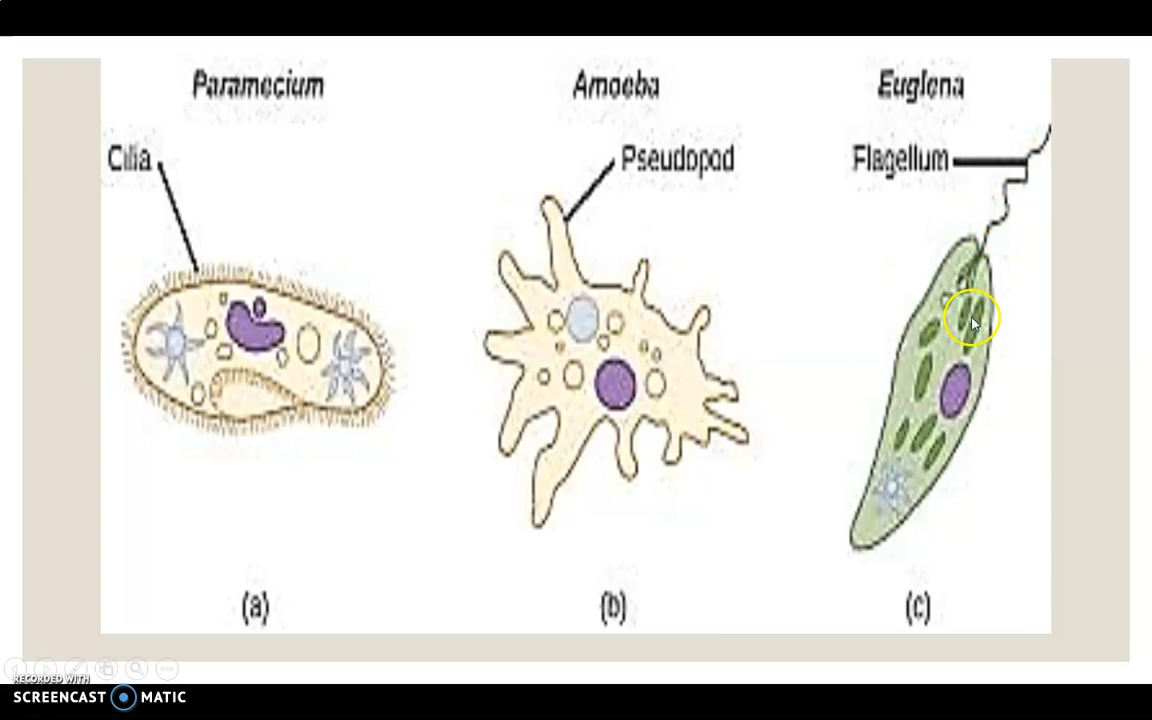 Paramecium
Amoeba
Euglena
Cilia
Pseudopod
Flagellum
(a)
(b)
(c)
RECORDED WITH
SCREENCAST MATIC